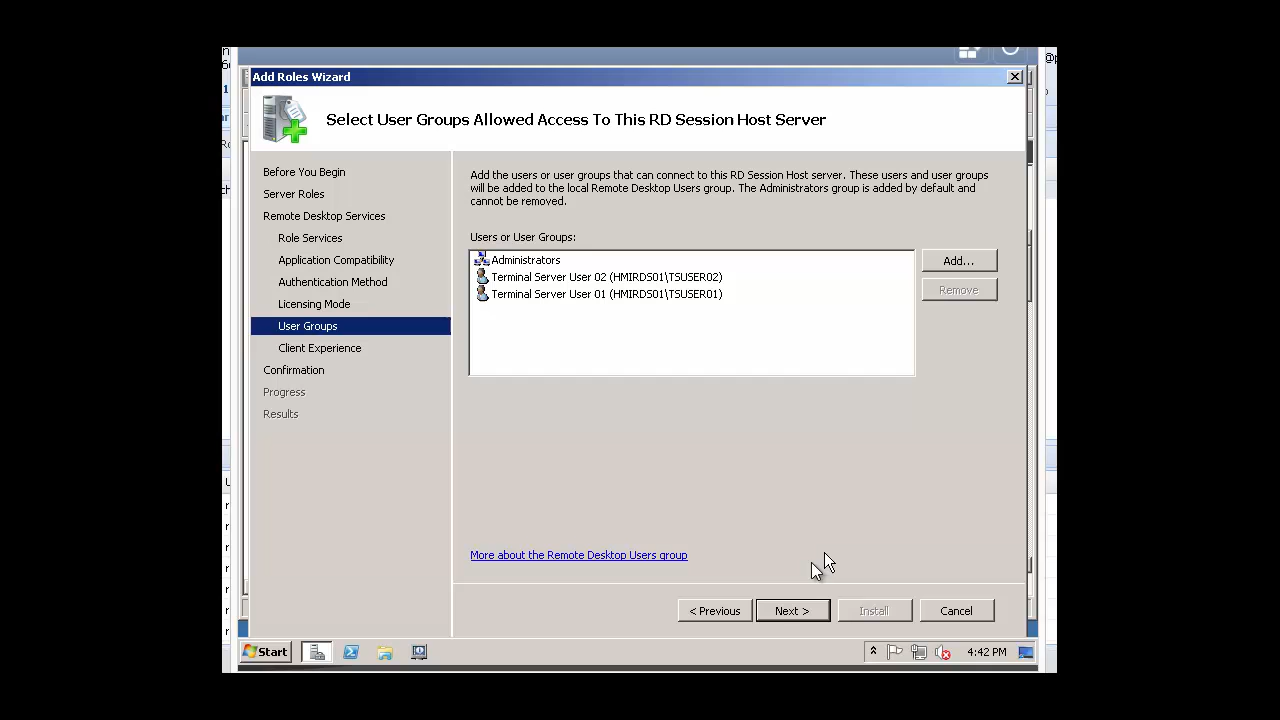 @p
Add Roles Wizard
Select User Groups Allowed Access To This RD Session Host Server
Before You Begin
Server Roles
Remote Desktop Services
Role Services
Application Compatibility
Authentication Method
Licensing Mode
User Groups
Client Experience
Confirmation
Progress
Results
Add the users or user groups that can connect to this RD Session Host server. These users and user groups
will be added to the local Remote Desktop Users group. The Administrators group is added by default and
cannot be removed.
Users or User Groups:
Administrators
Terminal Server User 02 (HMIRDS01\TSUSER02)
Terminal Server User 01 (HMIRDS01\TSUSER01)
Add...
Remove
More about the Remote Desktop Users group
< Previous
Next >
Install
Cancel
Start
4:42 PM